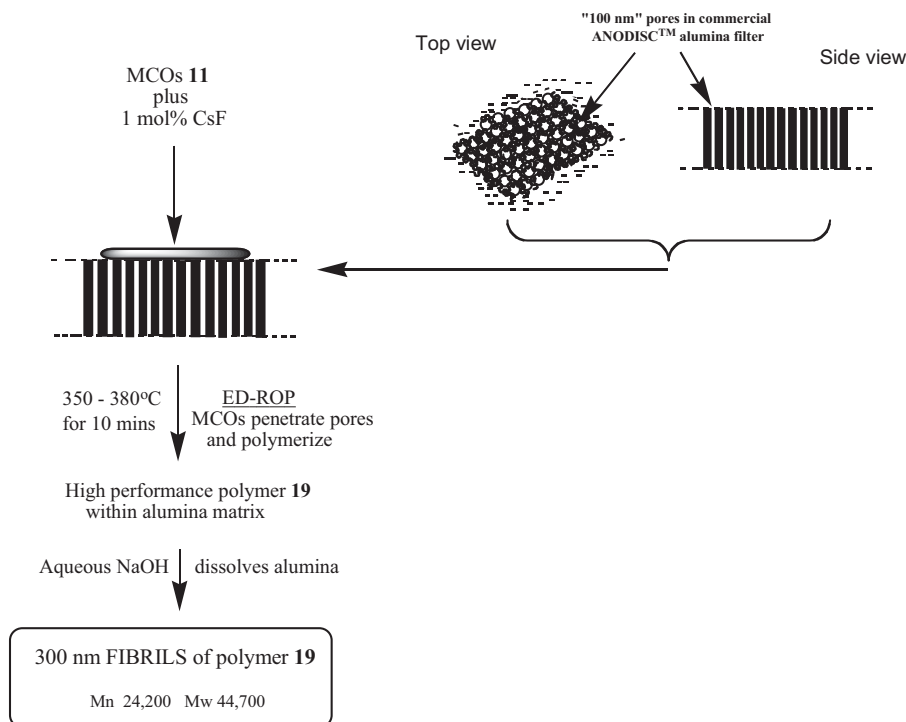 "100 nm" pores in commercial
ANODISC™ alumina filter
Top view
Side view
MCOs 11
plus
1 mol% CsF
350 - 380°C
for 10 mins
ED-ROP
MCOs penetrate pores
and polymerize
High performance polymer 19
within alumina matrix
Aqueous NaOH
dissolves alumina
300 nm FIBRILS of polymer 19
Mn 24,200 Mw 44,700